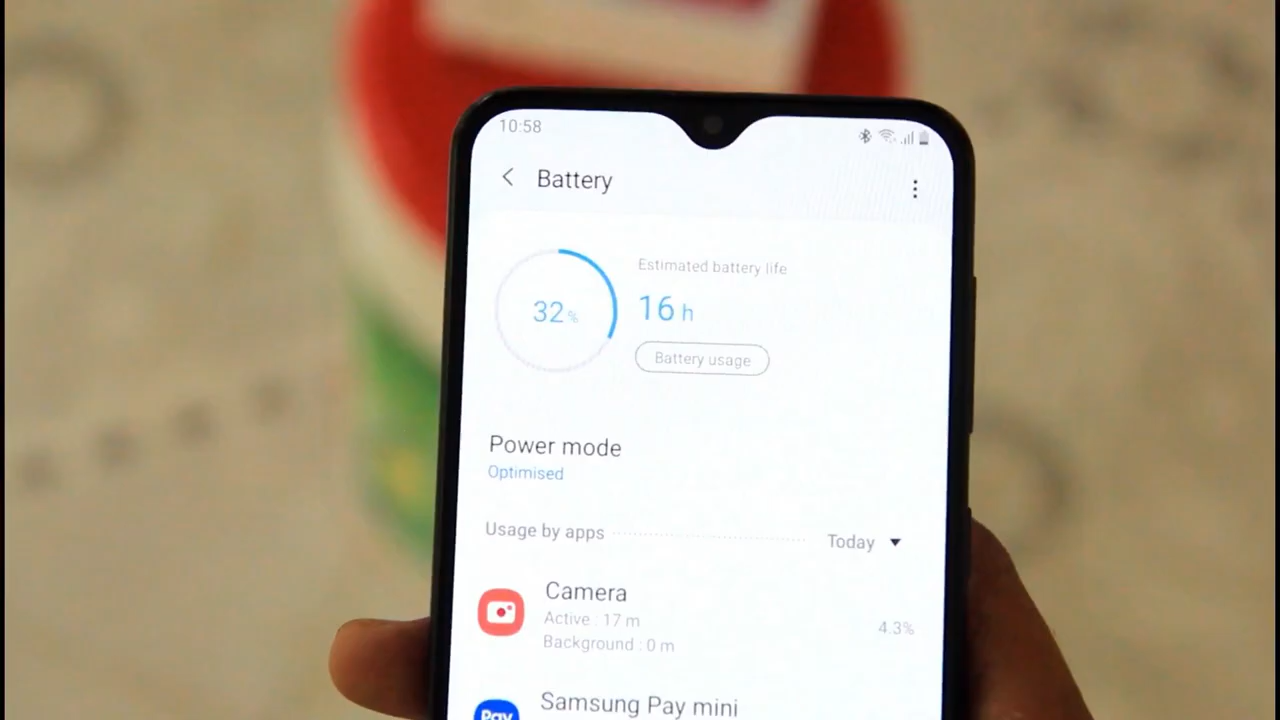 10:58
Battery
32%
Estimated battery life
16 h
Battery usage
Power mode
Optimised
Usage by apps
Today
Camera
Active : 17 m
Background : 0 m
4.3%
Pay
Samsung Pay mini